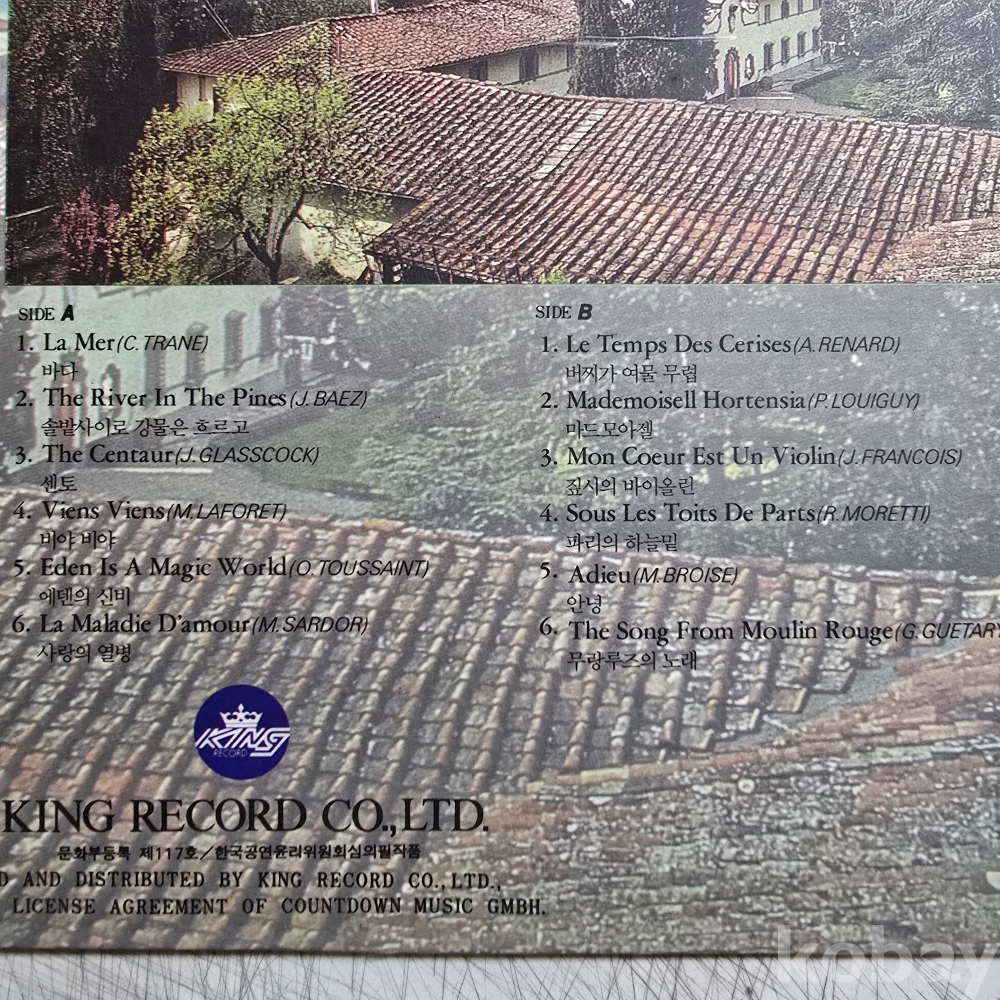 SIDE A
1. La Mer(C. TRANE)
바다
2. The River In The Pines(J. BAEZ)
솔밭사이로 강물은 흐르고
3. The Centaur(J. GLASSCOCK)
센토
4. Viens Viens(M. LAFORET)
비야 비야
5. Eden Is A Magic World(O. TOUSSAINT)
에덴의 신비
6. La Maladie D'amour(M. SARDOR)
사랑의 열병
SIDE B
1. Le Temps Des Cerises(A. RENARD)
버찌가 여물 무렵
2. Mademoisell Hortensia(P. LOUIGUY)
마드모아젤
3. Mon Coeur Est Un Violin(J. FRANCOIS)
짚시의 바이올린
4. Sous Les Toits De Parts(R. MORETTI)
파리의 하늘밑
5. Adieu(M. BROISE)
안녕
6. The Song From Moulin Rouge(G. GUETARY
무랑루즈의 노래
KING
RECORD
KING RECORD CO., LTD.
문화부등록 제117호/한국공연윤리위원회심의필작품
D AND DISTRIBUTED BY KING RECORD CO., LTD.,
LICENSE AGREEMENT OF COUNTDOWN MUSIC GMBH.
kobay